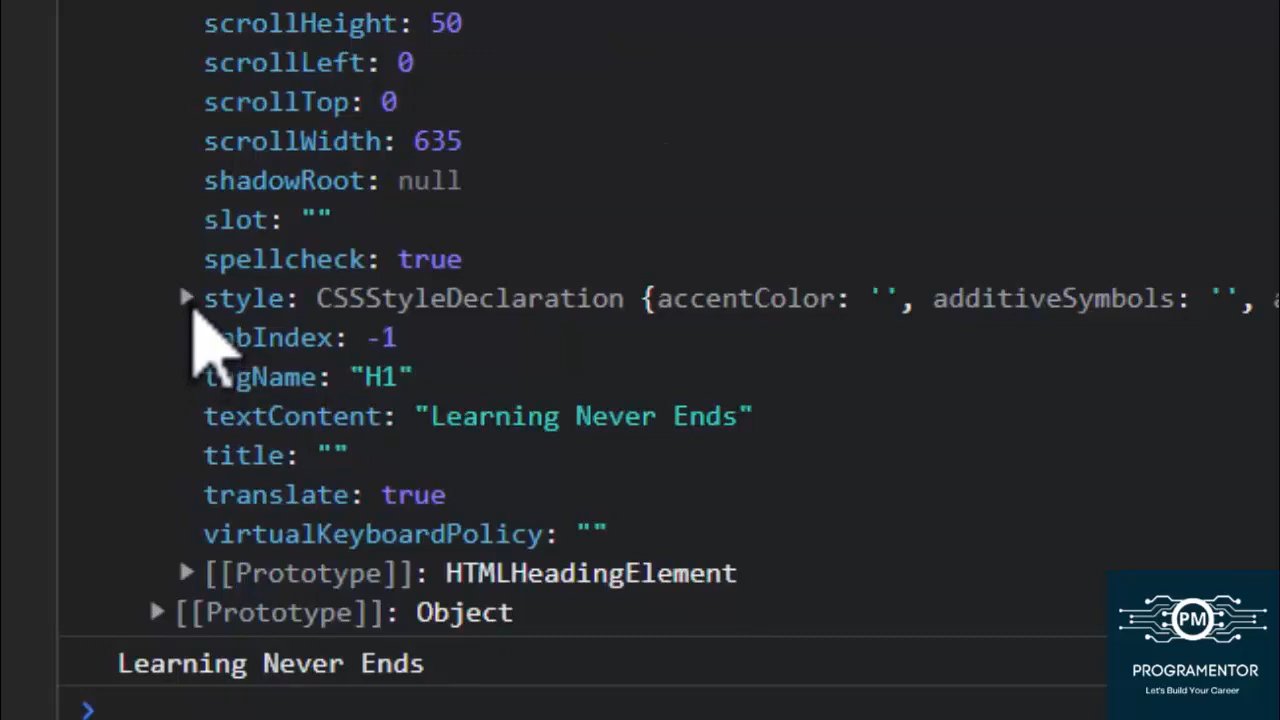 scrollHeight: 50
scrollLeft: 0
scrollTop: 0
scrollWidth: 635
shadowRoot: null
slot: ""
spellcheck: true
style: CSSStyleDeclaration {accentColor: '', additiveSymbols: '',
bIndex: -1
gName: "H1"
textContent: "Learning Never Ends"
title: ""
translate: true
virtualKeyboardPolicy: ""
[[Prototype]]: HTMLHeadingElement
[[Prototype]]: Object
Learning Never Ends
>
PM
PROGRAMENTOR
Let's Build Your Career